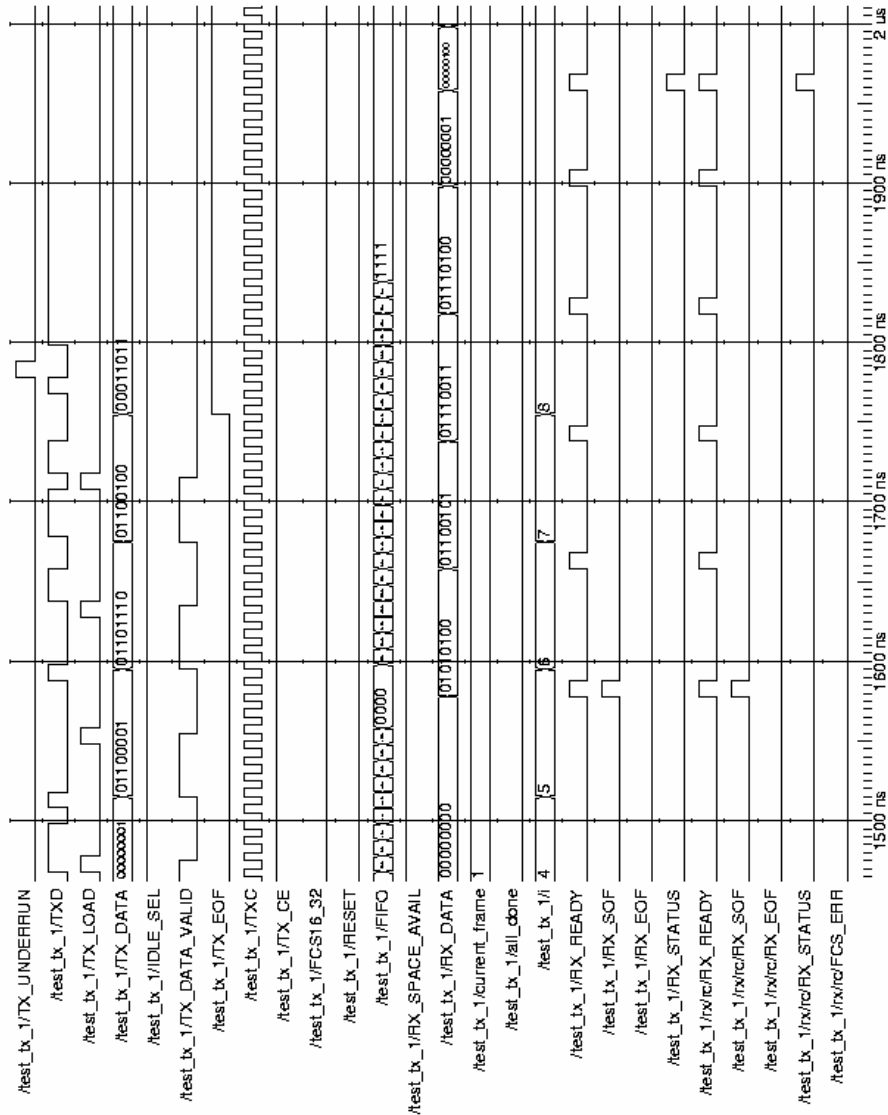 /test_tx_1/TX_UNDERRUN
/test_tx_1/TXD
/test_tx_1/TX_LOAD
/test_tx_1/TX_DATA 00000001 01100001 01101110 01100100 00011011
/test_tx_1/IDLE_SEL
/test_tx_1/TX_DATA_VALID
/test_tx_1/TX_EOF
/test_tx_1/TXC
/test_tx_1/TX_CE
/test_tx_1/FCS16_32
/test_tx_1/RESET
/test_tx_1/FIFO 0000 1111
/test_tx_1/RX_SPACE_AVAIL
/test_tx_1/RX_DATA 00000000 01010100 01100101 01110011 01110100 00000001 00000100
/test_tx_1/current_frame 1
/test_tx_1/all_done
/test_tx_1/i 4 5 6 7 8
/test_tx_1/RX_READY
/test_tx_1/RX_SOF
/test_tx_1/RX_EOF
/test_tx_1/RX_STATUS
/test_tx_1/rx/rc/RX_READY
/test_tx_1/rx/rc/RX_SOF
/test_tx_1/rx/rc/RX_EOF
/test_tx_1/rx/rc/RX_STATUS
/test_tx_1/rx/rc/FCS_ERR
1500 ns 1600 ns 1700 ns 1800 ns 1900 ns 2 us